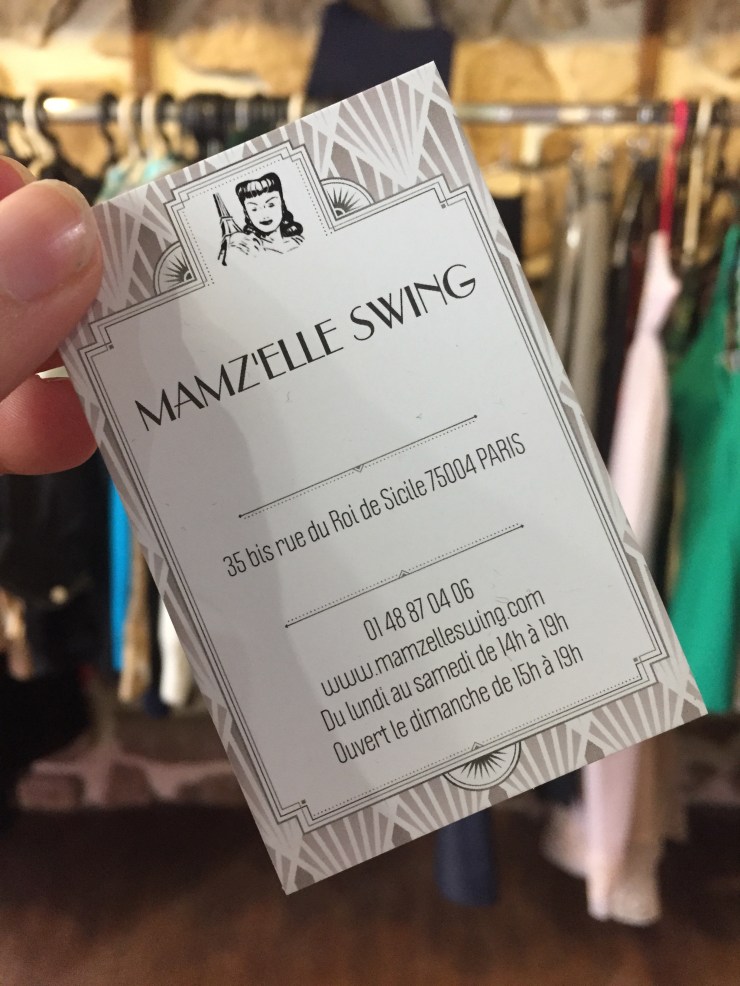 MAMZ'ELLE SWING
35 bis rue du Roi de Sicile 75004 PARIS
01 48 87 04 06
www.mamzelleswing.com
Du lundi au samedi de 14h à 19h
Ouvert le dimanche de 15h à 19h